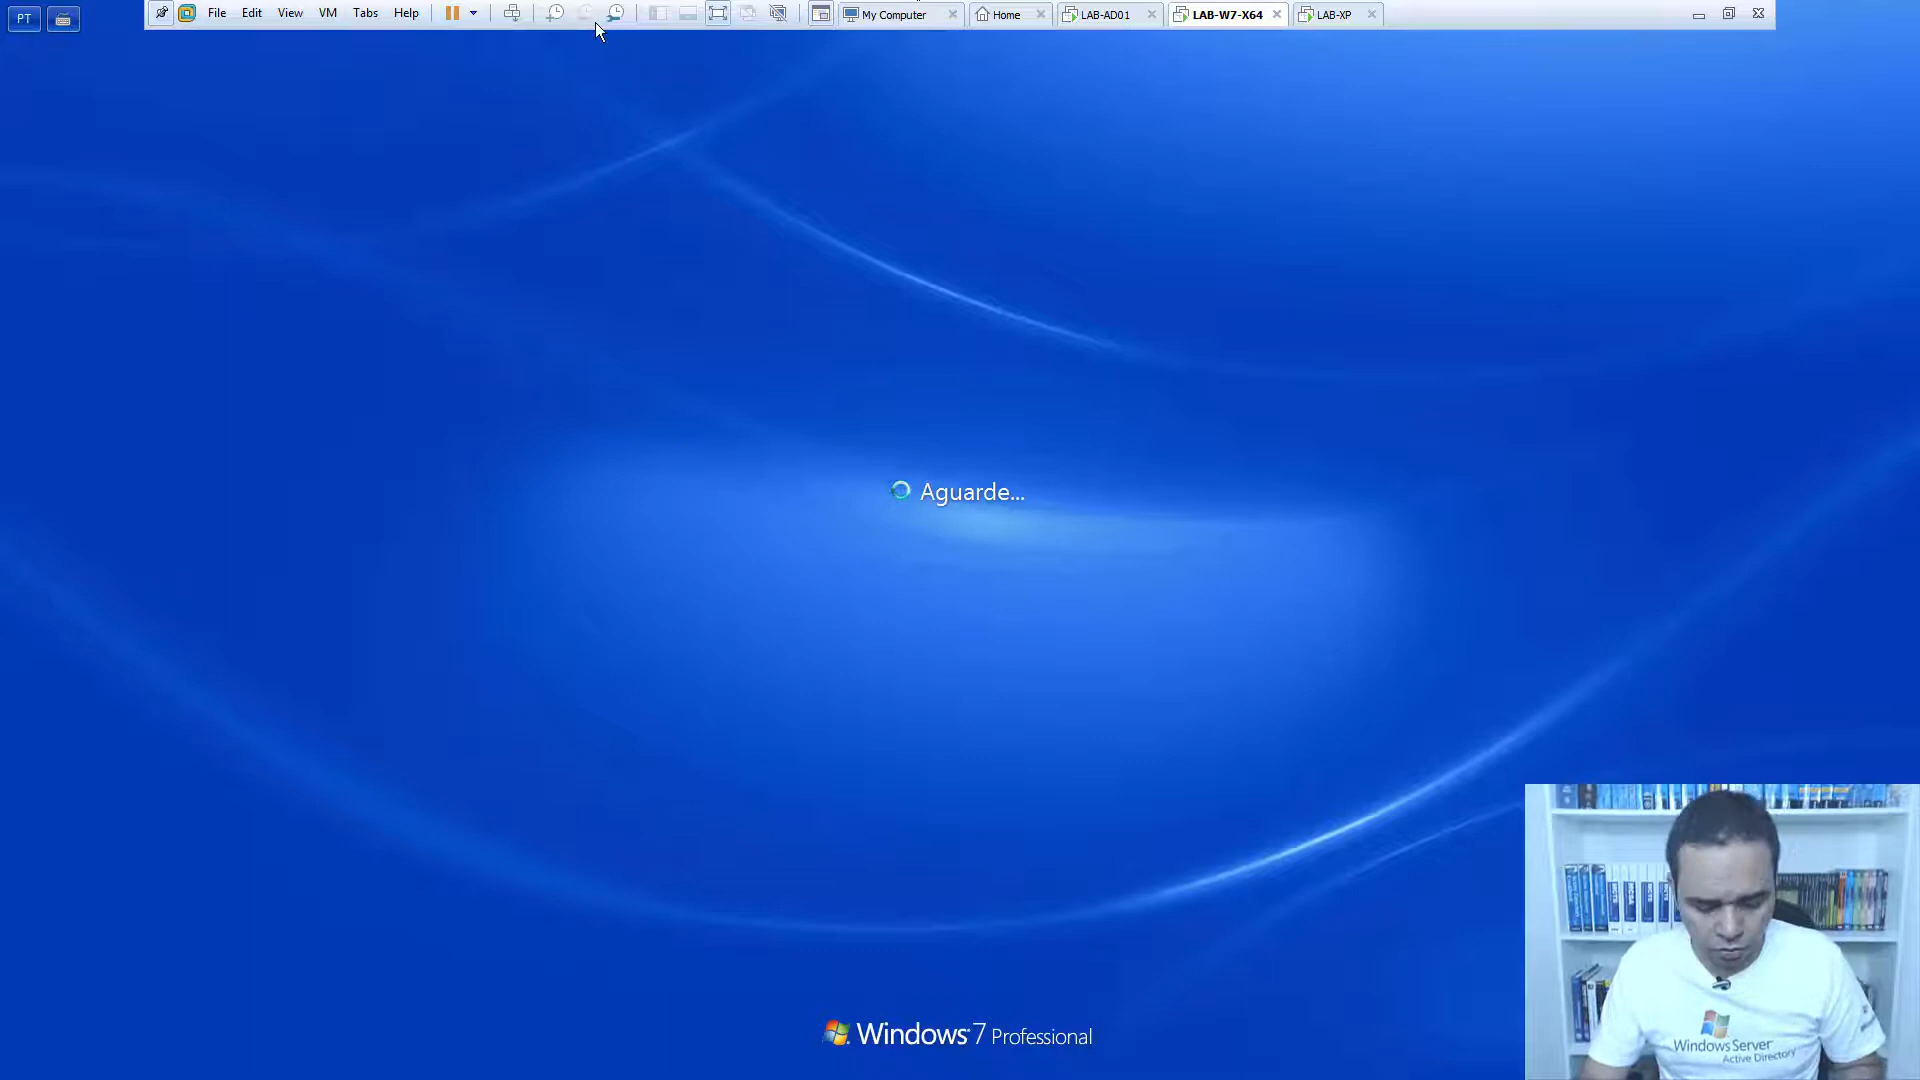 PT
File Edit View VM Tabs Help
My Computer
Home
LAB-AD01
LAB-W7-X64
LAB-XP
Aguarde...
Windows 7 Professional
Windows Server
Active Directory